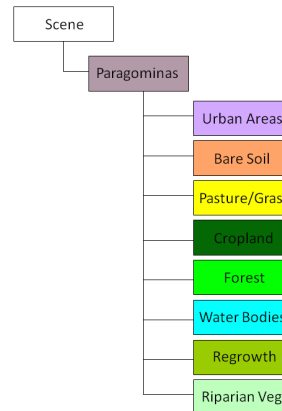 Scene
Paragominas
Urban Areas
Bare Soil
Pasture/Gras
Cropland
Forest
Water Bodies
Regrowth
Riparian Veg